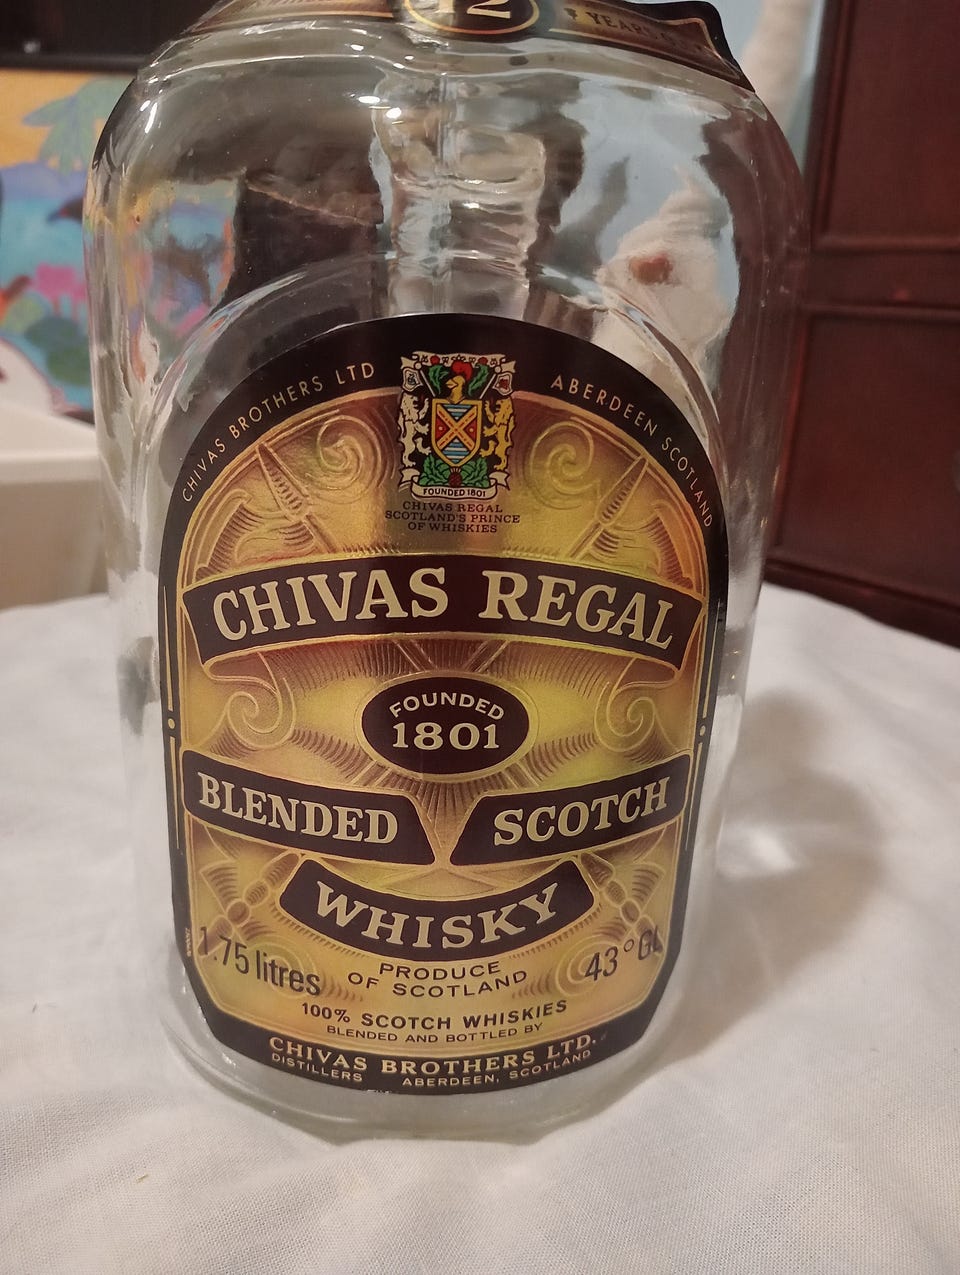 12
YEARS
CHIVAS BROTHERS LTD
ABERDEEN SCOTLAND
FOUNDED 1801
CHIVAS REGAL
SCOTLAND'S PRINCE
OF WHISKIES
CHIVAS REGAL
FOUNDED
1801
BLENDED SCOTCH
WHISKY
1.75 litres
PRODUCE
OF SCOTLAND
43° GL
100% SCOTCH WHISKIES
BLENDED AND BOTTLED BY
CHIVAS BROTHERS LTD.
DISTILLERS ABERDEEN, SCOTLAND